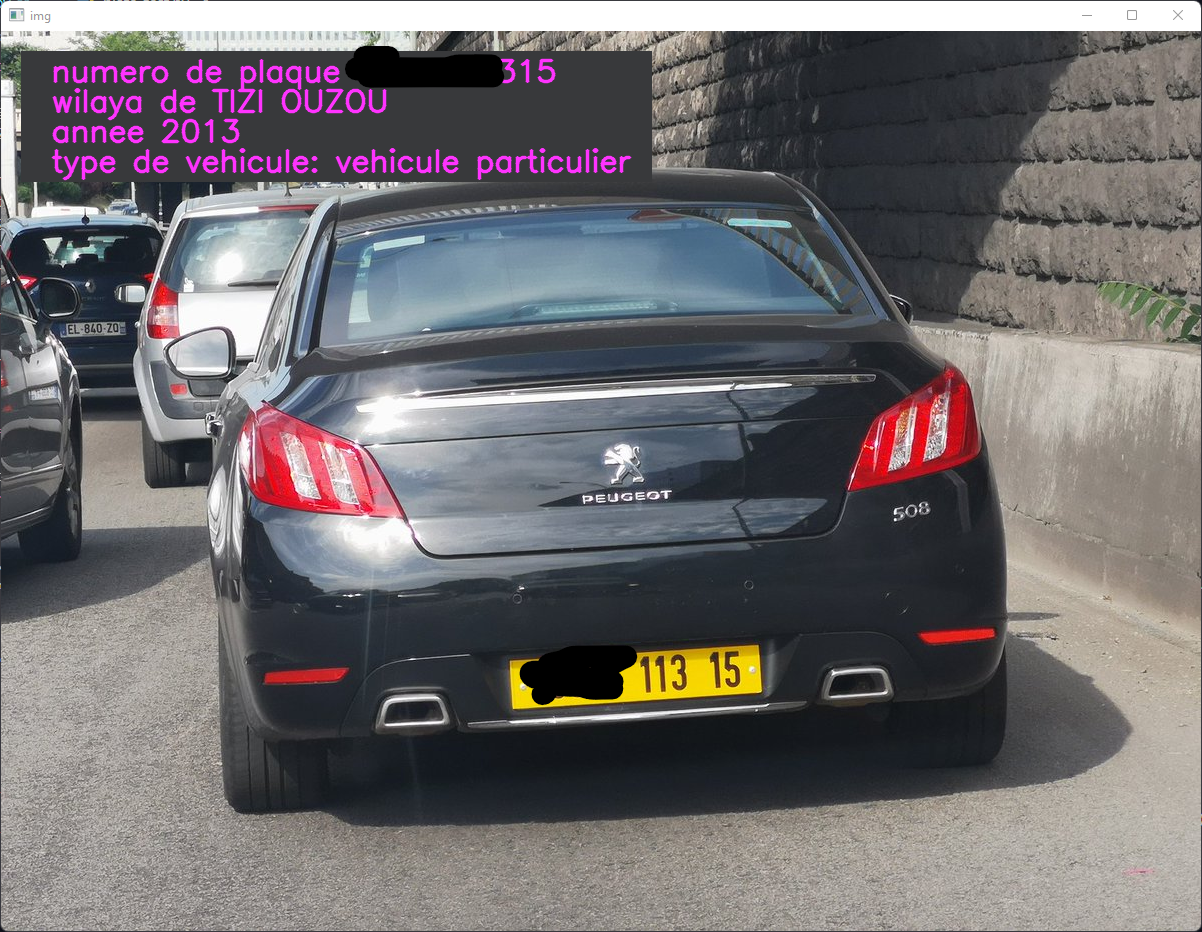 img
numero de plaque 315
wilaya de TIZI OUZOU
annee 2013
type de vehicule: vehicule particulier
EL-840-ZQ
PEUGEOT
508
113 15